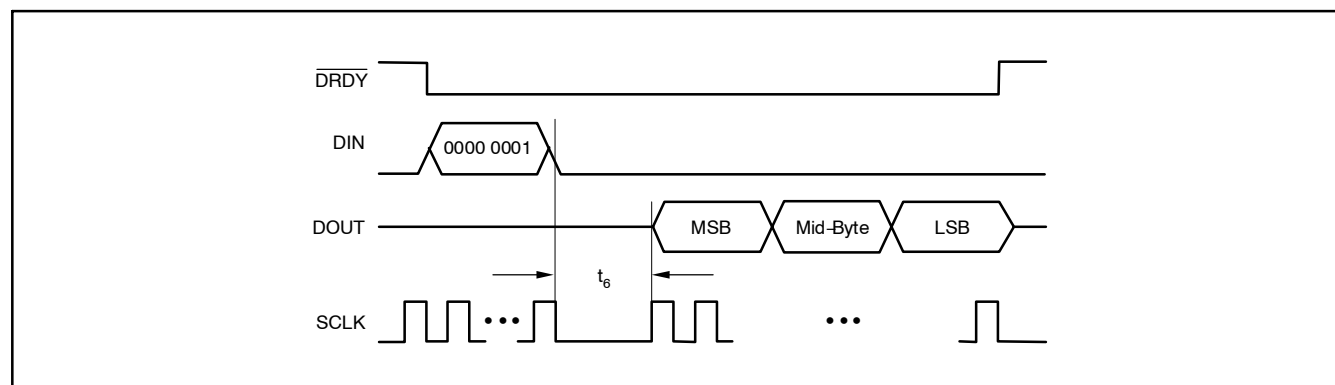 DRDY
DIN
0000 0001
DOUT
MSB
Mid-Byte
LSB
t6
SCLK
•••
•••